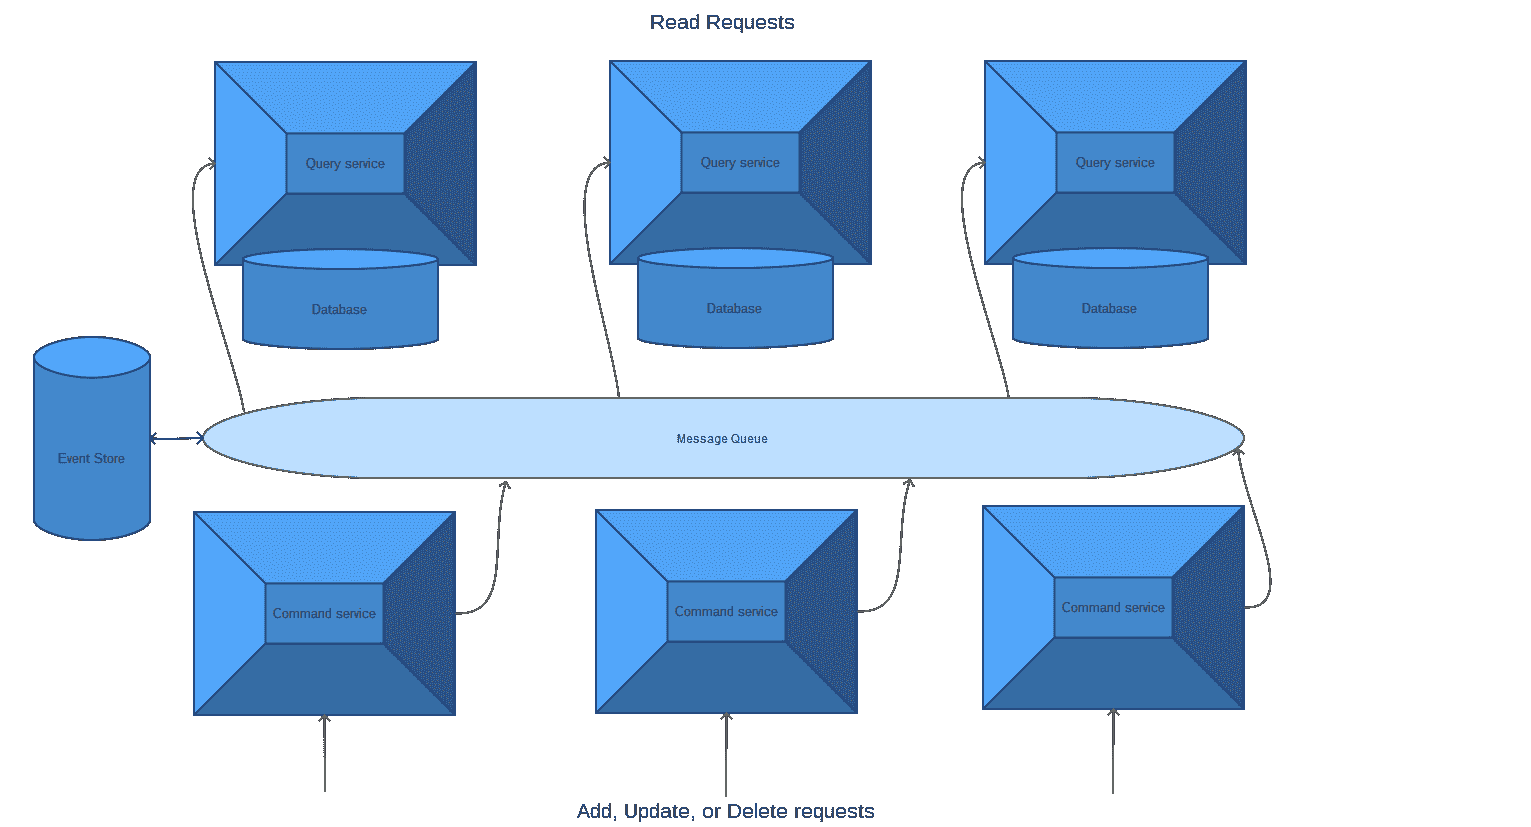 Read Requests
Query service
Query service
Query service
Database
Database
Database
Message Queue
Event Store
Command service
Command service
Command service
Add, Update, or Delete requests